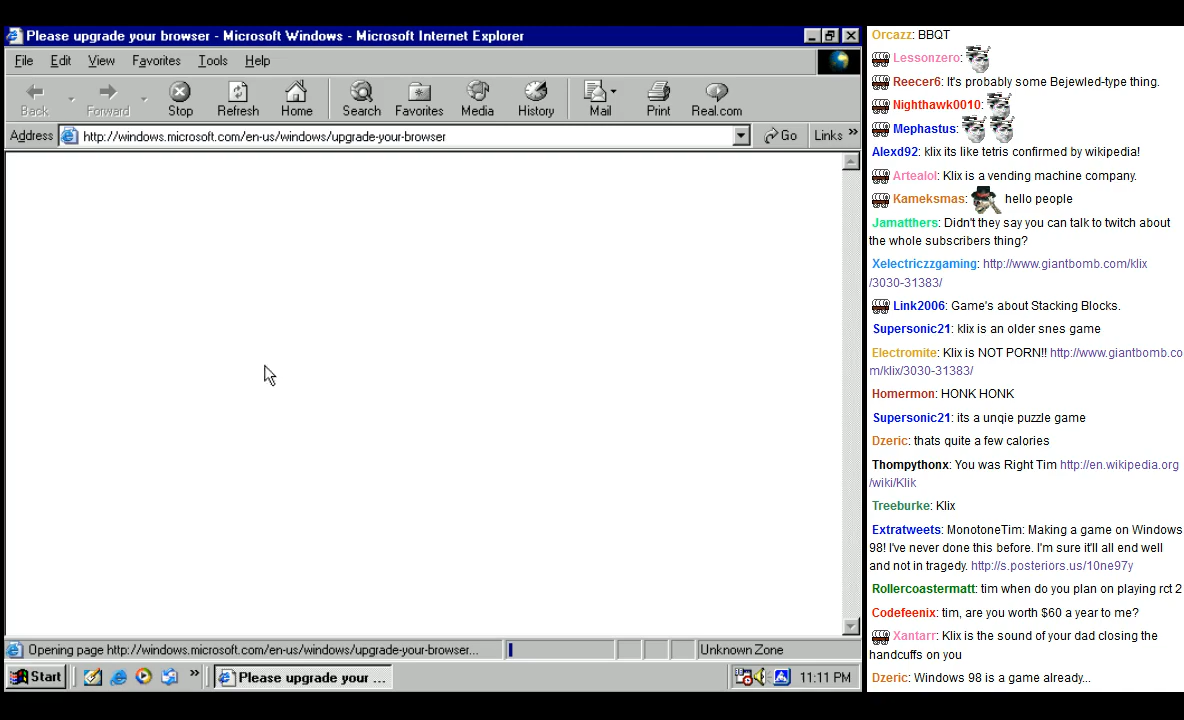 Please upgrade your browser - Microsoft Windows - Microsoft Internet Explorer
File Edit View Favorites Tools Help
Back Forward Stop Refresh Home Search Favorites Media History Mail Print Real.com
Address http://windows.microsoft.com/en-us/windows/upgrade-your-browser Go Links »
Opening page http://windows.microsoft.com/en-us/windows/upgrade-your-browser... Unknown Zone
Start » Please upgrade your ... 11:11 PM
Orcazz: BBQT
Lessonzero:
Reecer6: It's probably some Bejewled-type thing.
Nighthawk0010:
Mephastus:
Alexd92: klix its like tetris confirmed by wikipedia!
Artealol: Klix is a vending machine company.
Kameksmas: hello people
Jamatthers: Didn't they say you can talk to twitch about
the whole subscribers thing?
Xelectriczzgaming: http://www.giantbomb.com/klix
/3030-31383/
Link2006: Game's about Stacking Blocks.
Supersonic21: klix is an older snes game
Electromite: Klix is NOT PORN!! http://www.giantbomb.co
m/klix/3030-31383/
Homermon: HONK HONK
Supersonic21: its a unqie puzzle game
Dzeric: thats quite a few calories
Thompythonx: You was Right Tim http://en.wikipedia.org
/wiki/Klik
Treeburke: Klix
Extratweets: MonotoneTim: Making a game on Windows
98! I've never done this before. I'm sure it'll all end well
and not in tragedy. http://s.posteriors.us/10ne97y
Rollercoastermatt: tim when do you plan on playing rct 2
Codefeenix: tim, are you worth $60 a year to me?
Xantarr: Klix is the sound of your dad closing the
handcuffs on you
Dzeric: Windows 98 is a game already...